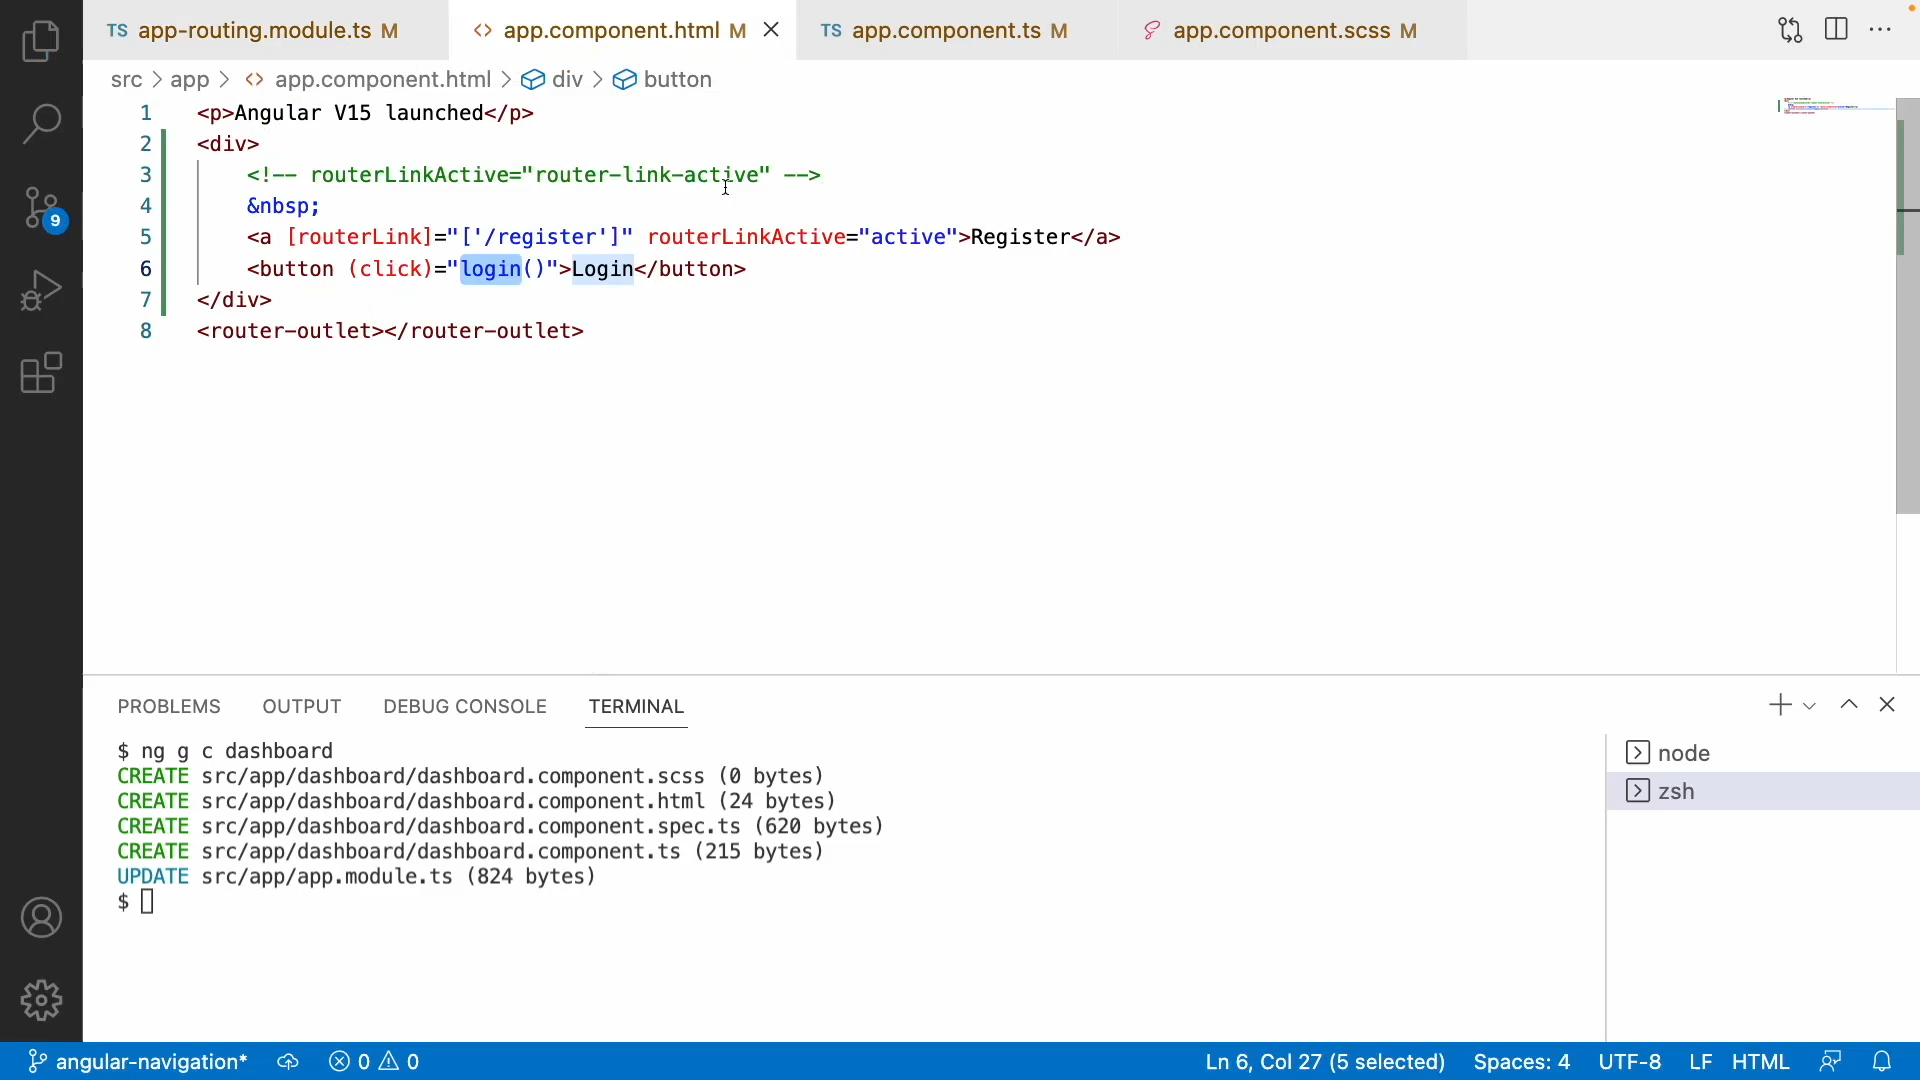 TS app-routing.module.ts M
<> app.component.html M
TS app.component.ts M
app.component.scss M
src > app > <> app.component.html > div > button
1 <p>Angular V15 launched</p>
2 <div>
3 <!-- routerLinkActive="router-link-active" -->
4 &nbsp;
5 <a [routerLink]="['/register']" routerLinkActive="active">Register</a>
6 <button (click)="login()">Login</button>
7 </div>
8 <router-outlet></router-outlet>
9
PROBLEMS OUTPUT DEBUG CONSOLE TERMINAL
$ ng g c dashboard
CREATE src/app/dashboard/dashboard.component.scss (0 bytes)
CREATE src/app/dashboard/dashboard.component.html (24 bytes)
CREATE src/app/dashboard/dashboard.component.spec.ts (620 bytes)
CREATE src/app/dashboard/dashboard.component.ts (215 bytes)
UPDATE src/app/app.module.ts (824 bytes)
$
node
zsh
angular-navigation* 0 0 Ln 6, Col 27 (5 selected) Spaces: 4 UTF-8 LF HTML